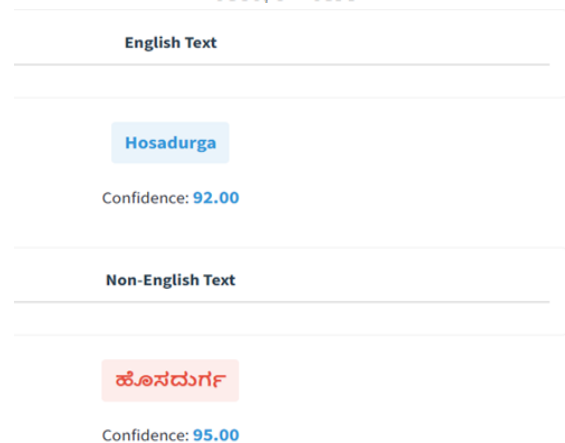 English Text
Hosadurga
Confidence: 92.00
Non-English Text
ಹೊಸದುರ್ಗ
Confidence: 95.00